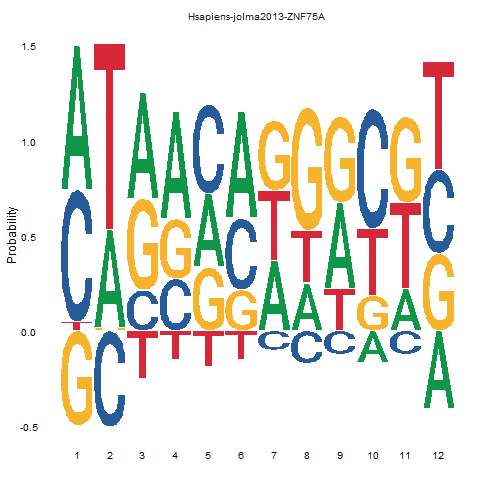 Hsapiens-jolma2013-ZNF75A
Probability
1.5
1.0
0.5
0.0
-0.5
A T A A C A G G G C G T
C A G G A C T T A T T C
T C C G G A A T G A G
G C T T T T C C C A C A
1 2 3 4 5 6 7 8 9 10 11 12